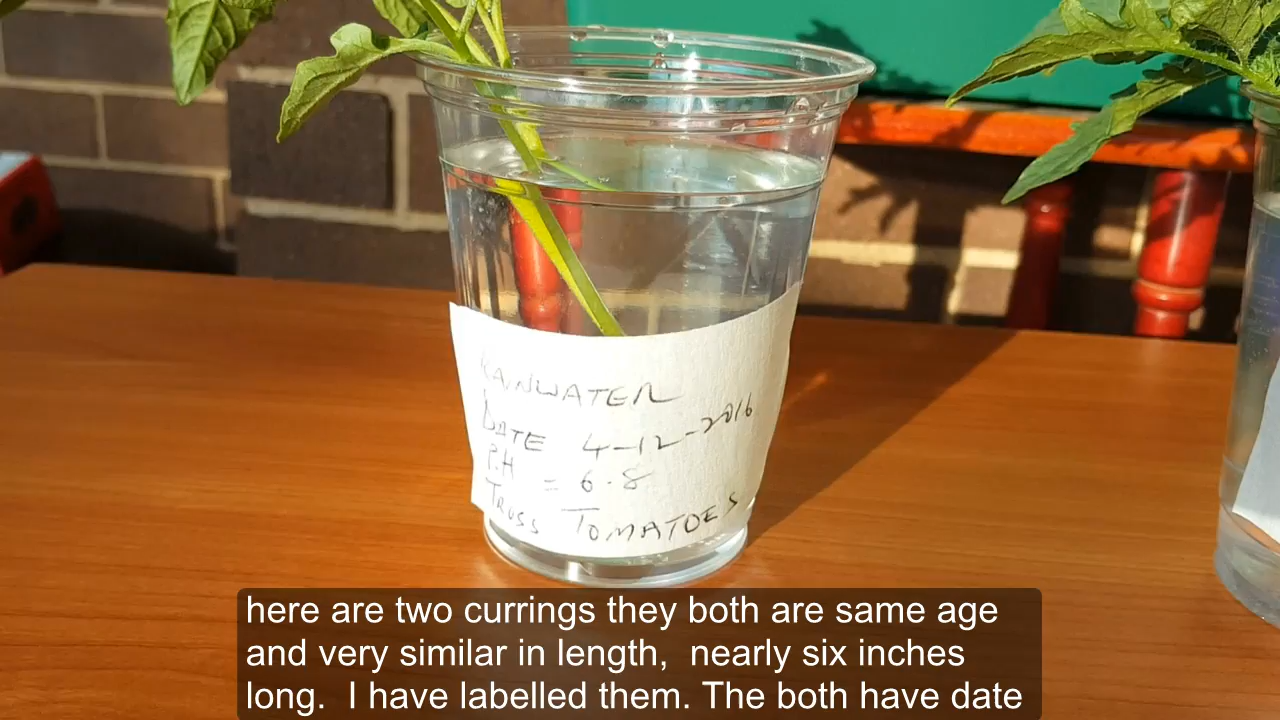 RAINWATER
DATE 4-12-2016
P.H = 6.8
TRUSS TOMATOES
here are two currings they both are same age
and very similar in length, nearly six inches
long. I have labelled them. The both have date